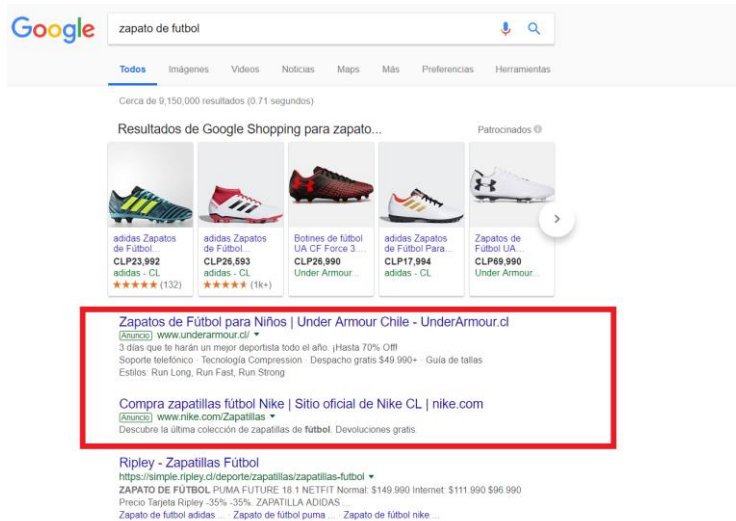 Google
zapato de futbol
Todos Imágenes Videos Noticias Maps Más Preferencias Herramientas
Cerca de 9,150,000 resultados (0.71 segundos)
Resultados de Google Shopping para zapato...
Patrocinados
adidas Zapatos
de Fútbol...
CLP23,992
adidas - CL
(132)
adidas Zapatos
de Fútbol...
CLP26,593
adidas - CL
(1k+)
Botines de fútbol
UA CF Force 3....
CLP26,990
Under Armour...
adidas Zapatos
de Fútbol Para...
CLP17,994
adidas - CL
Zapatos de
Fútbol UA...
CLP69,990
Under Armour...
Zapatos de Fútbol para Niños | Under Armour Chile - UnderArmour.cl
Anuncio www.underarmour.cl/
3 días que te harán un mejor deportista todo el año. ¡Hasta 70% Off!
Soporte telefónico · Tecnología Compression · Despacho gratis $49.990+ · Guía de tallas
Estilos: Run Long, Run Fast, Run Strong
Compra zapatillas fútbol Nike | Sitio oficial de Nike CL | nike.com
Anuncio www.nike.com/Zapatillas
Descubre la última colección de zapatillas de fútbol. Devoluciones gratis.
Ripley - Zapatillas Fútbol
https://simple.ripley.cl/deporte/zapatillas/zapatillas-futbol
ZAPATO DE FÚTBOL PUMA FUTURE 18.1 NETFIT Normal: $149.990 Internet: $111.990 $96.990
Precio Tarjeta Ripley -35% -35%. ZAPATILLA ADIDAS ...
Zapato de futbol adidas ... · Zapato de fútbol puma ... · Zapato de fútbol nike ...